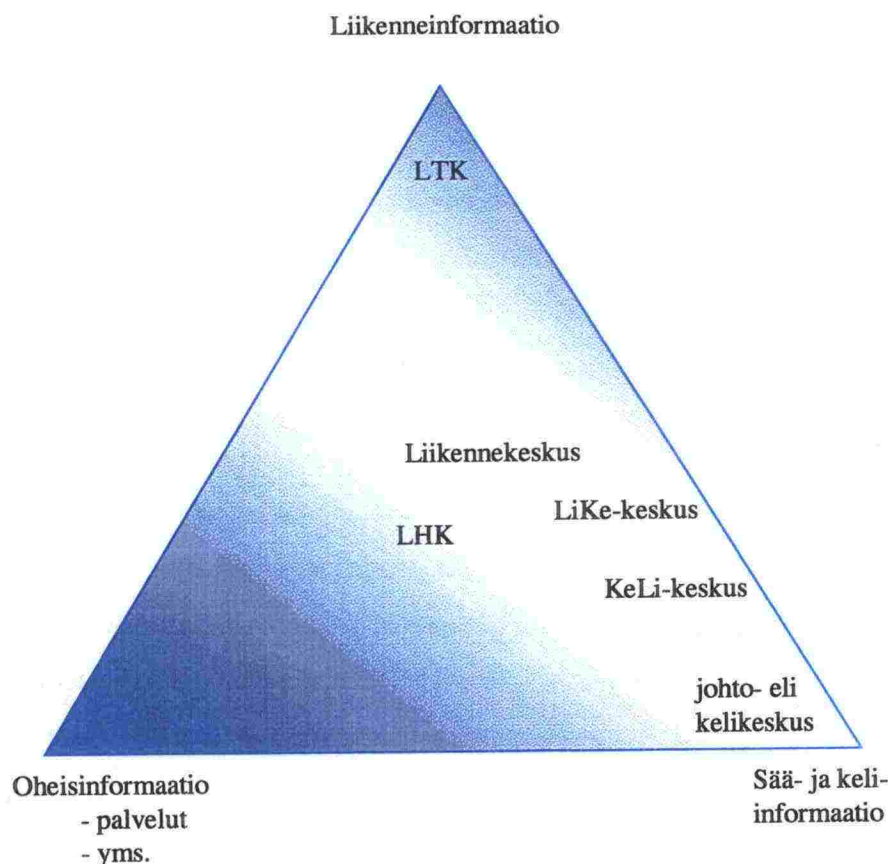 Liikenneinformaatio
LTK
Liikennekeskus
LiKe-keskus
LHK
KeLi-keskus
johto- eli
kelikeskus
Oheisinformaatio
- palvelut
- yms.
Sää- ja keli-
informaatio